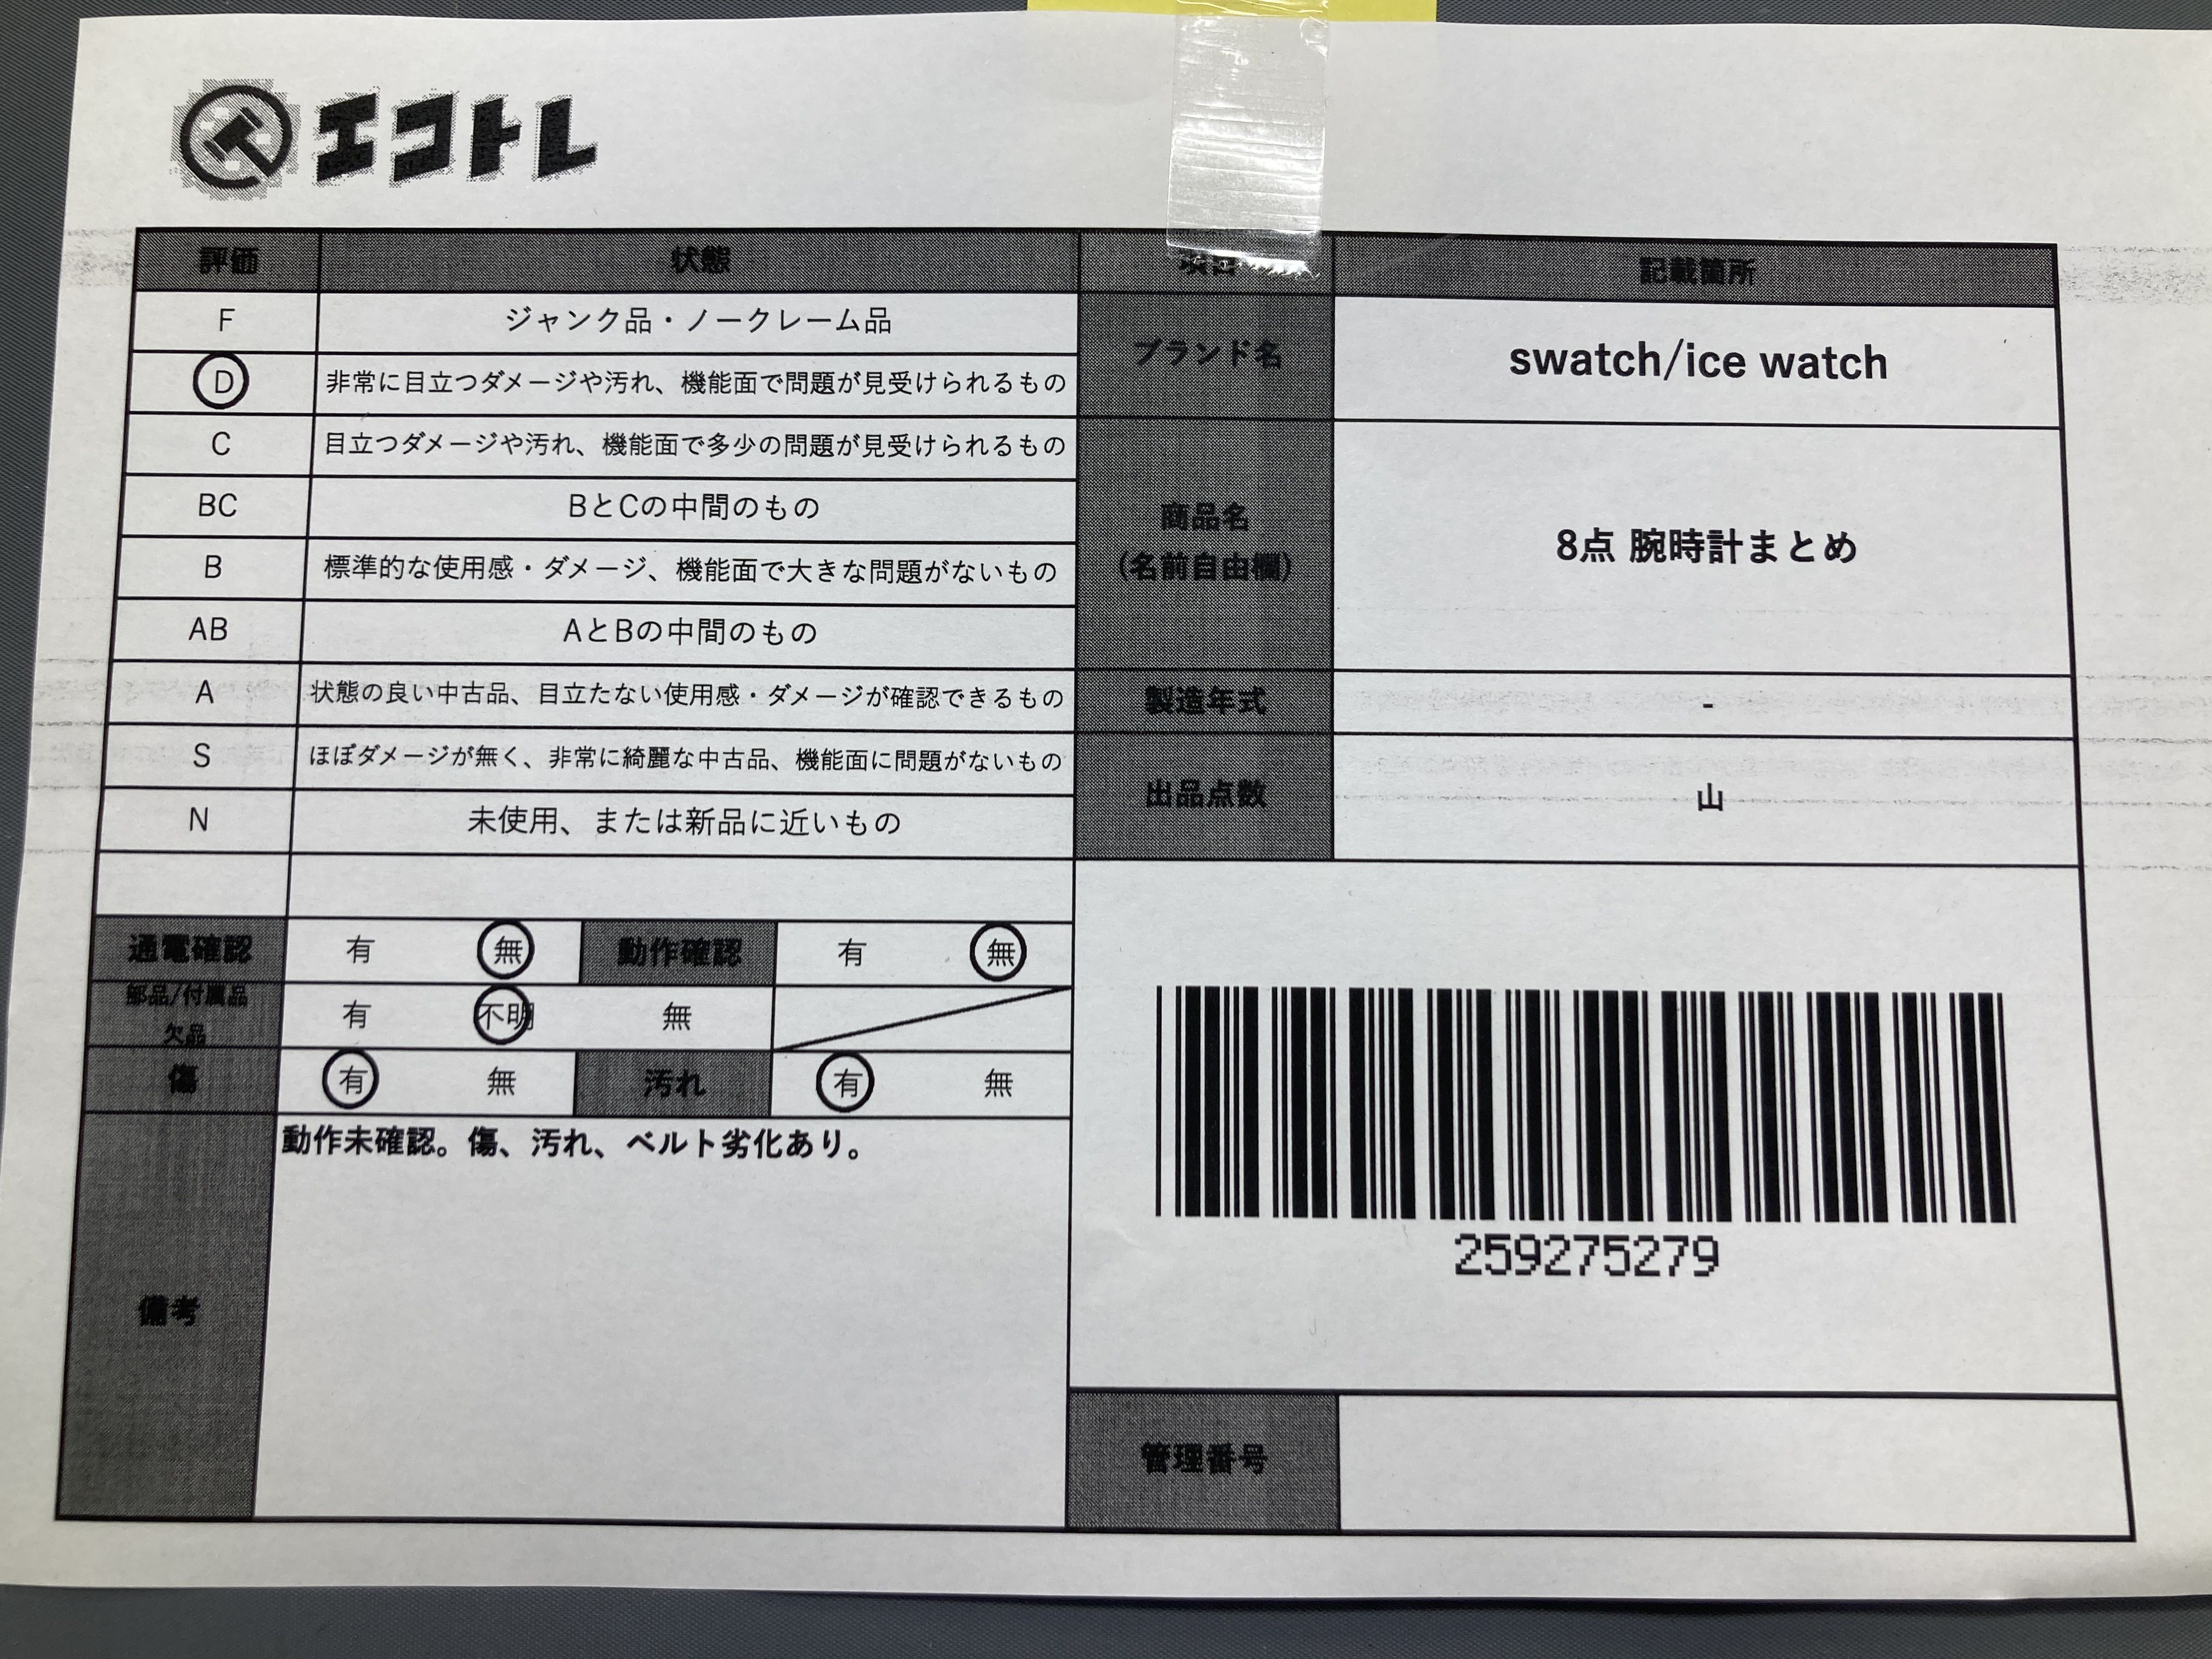 エコトレ
評価 状態 項目 記載箇所
F ジャンク品・ノークレーム品
D 非常に目立つダメージや汚れ、機能面で問題が見受けられるもの
C 目立つダメージや汚れ、機能面で多少の問題が見受けられるもの
BC BとCの中間のもの
B 標準的な使用感・ダメージ、機能面で大きな問題がないもの
AB AとBの中間のもの
A 状態の良い中古品、目立たない使用感・ダメージが確認できるもの
S ほぼダメージが無く、非常に綺麗な中古品、機能面に問題がないもの
N 未使用、または新品に近いもの
ブランド名 swatch/ice watch
商品名
(名前自由欄)
8点 腕時計まとめ
製造年式 -
出品点数 山
通電確認 有 無 動作確認 有 無
部品/付属品
欠品
有 不明 無
傷 有 無 汚れ 有 無
備考
動作未確認。傷、汚れ、ベルト劣化あり。
259275279
管理番号